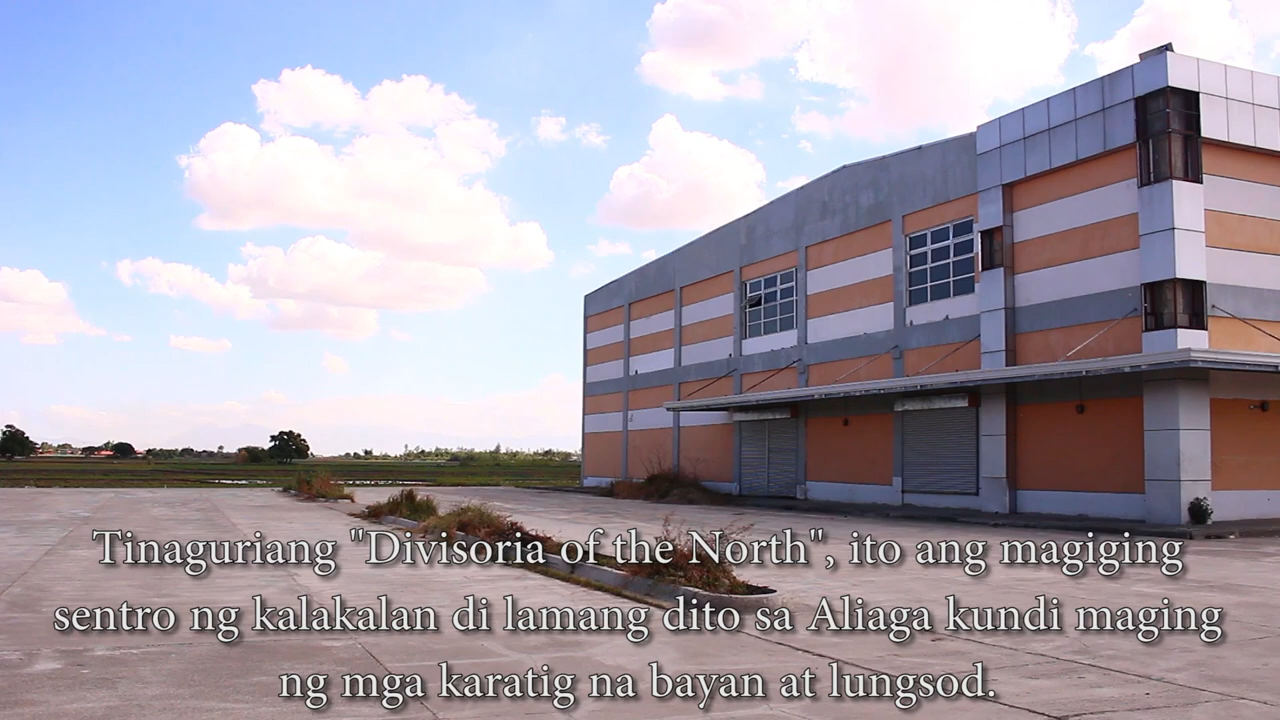 Tinaguriang "Divisoria of the North", ito ang magiging
sentro ng kalakalan di lamang dito sa Aliaga kundi maging
ng mga karatig na bayan at lungsod.